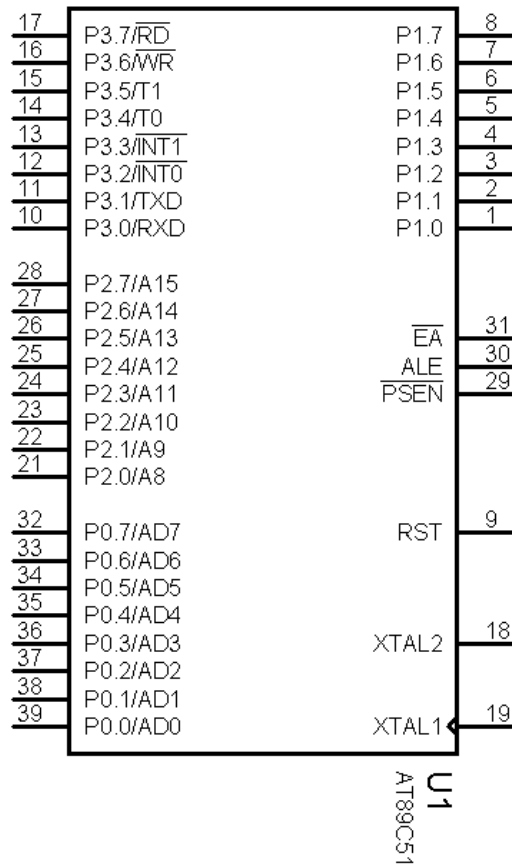 17 P3.7/RD P1.7 8
16 P3.6/WR P1.6 7
15 P3.5/T1 P1.5 6
14 P3.4/T0 P1.4 5
13 P3.3/INT1 P1.3 4
12 P3.2/INT0 P1.2 3
11 P3.1/TXD P1.1 2
10 P3.0/RXD P1.0 1
28 P2.7/A15
27 P2.6/A14
26 P2.5/A13 EA 31
25 P2.4/A12 ALE 30
24 P2.3/A11 PSEN 29
23 P2.2/A10
22 P2.1/A9
21 P2.0/A8
32 P0.7/AD7 RST 9
33 P0.6/AD6
34 P0.5/AD5
35 P0.4/AD4
36 P0.3/AD3 XTAL2 18
37 P0.2/AD2
38 P0.1/AD1
39 P0.0/AD0 XTAL1 19
U1
AT89C51